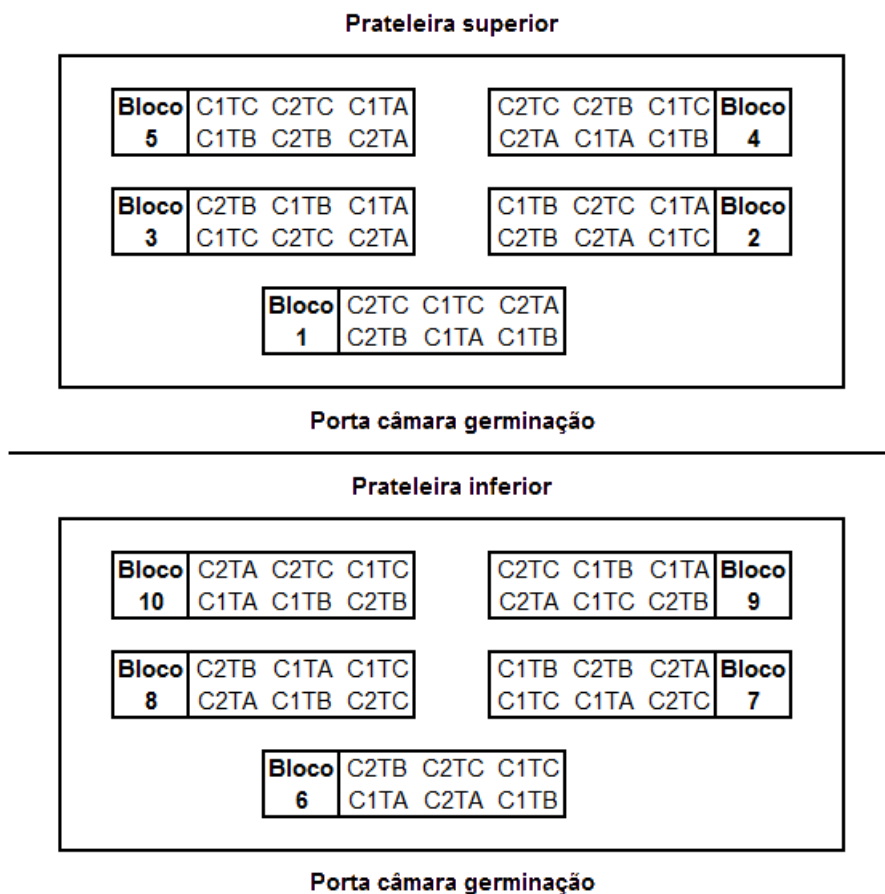 Prateleira superior
Bloco C1TC C2TC C1TA
5 C1TB C2TB C2TA
C2TC C2TB C1TC Bloco
C2TA C1TA C1TB 4
Bloco C2TB C1TB C1TA
3 C1TC C2TC C2TA
C1TB C2TC C1TA Bloco
C2TB C2TA C1TC 2
Bloco C2TC C1TC C2TA
1 C2TB C1TA C1TB
Porta câmara germinação
Prateleira inferior
Bloco C2TA C2TC C1TC
10 C1TA C1TB C2TB
C2TC C1TB C1TA Bloco
C2TA C1TC C2TB 9
Bloco C2TB C1TA C1TC
8 C2TA C1TB C2TC
C1TB C2TB C2TA Bloco
C1TC C1TA C2TC 7
Bloco C2TB C2TC C1TC
6 C1TA C2TA C1TB
Porta câmara germinação